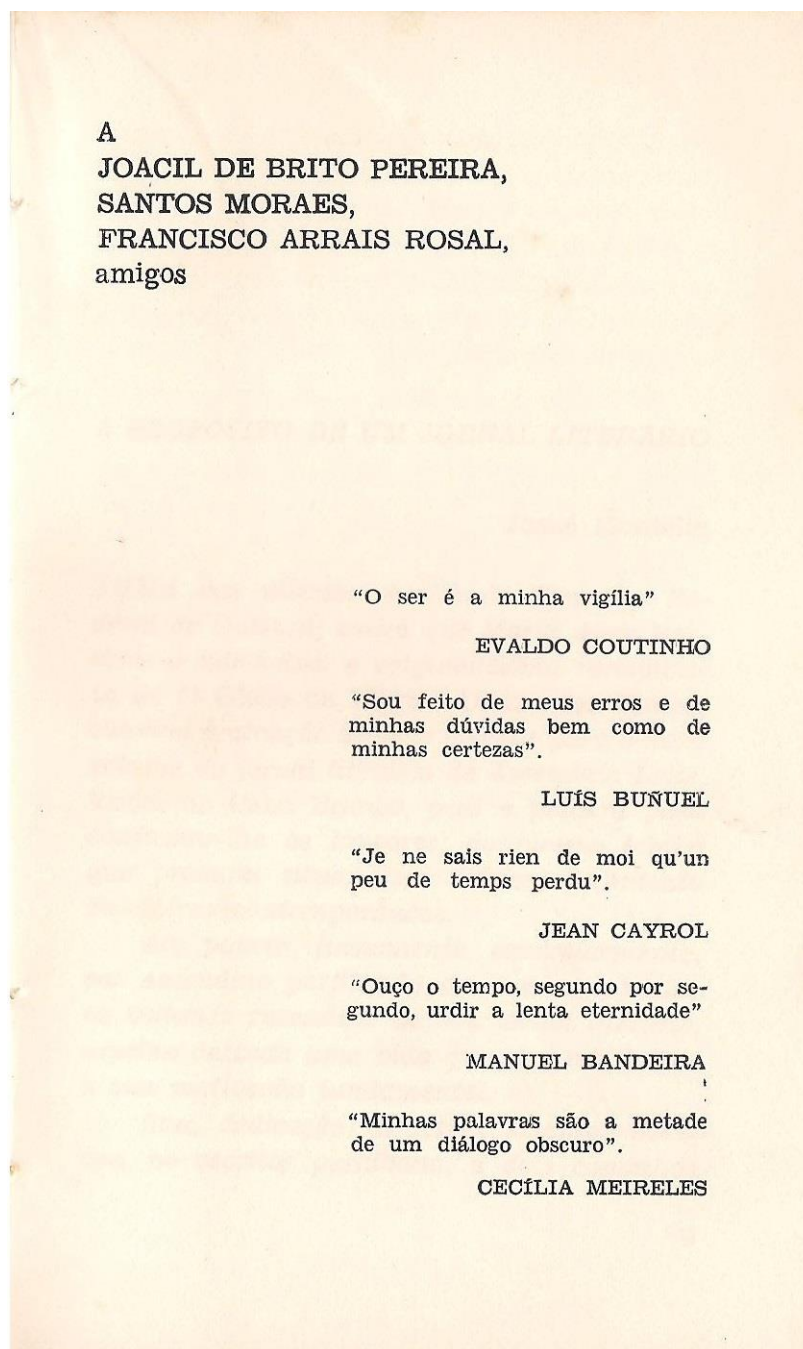 A
JOACIL DE BRITO PEREIRA,
SANTOS MORAES,
FRANCISCO ARRAIS ROSAL,
amigos
“O ser é a minha vigília”
EVALDO COUTINHO
“Sou feito de meus erros e de
minhas dúvidas bem como de
minhas certezas”.
LUÍS BUÑUEL
“Je ne sais rien de moi qu’un
peu de temps perdu”.
JEAN CAYROL
“Ouço o tempo, segundo por se-
gundo, urdir a lenta eternidade”
MANUEL BANDEIRA
“Minhas palavras são a metade
de um diálogo obscuro”.
CECÍLIA MEIRELES